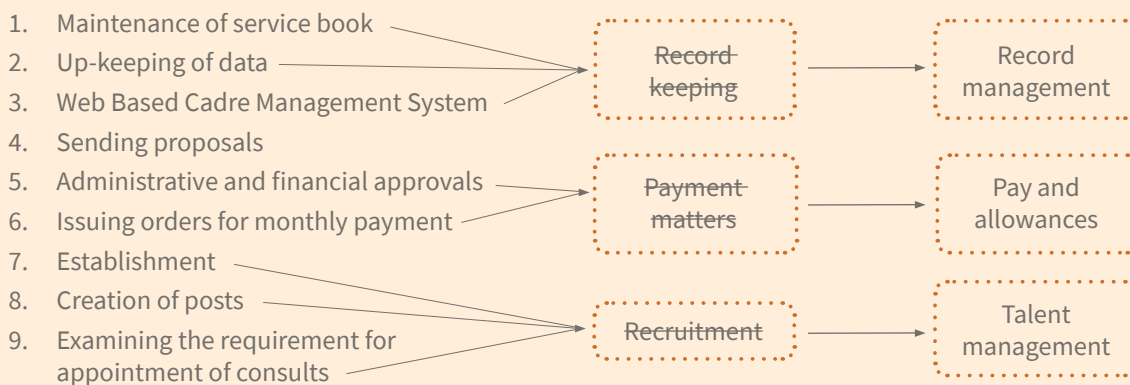 1. Maintenance of service book
2. Up-keeping of data
3. Web Based Cadre Management System
4. Sending proposals
5. Administrative and financial approvals
6. Issuing orders for monthly payment
7. Establishment
8. Creation of posts
9. Examining the requirement for
appointment of consults
Record
keeping
Record
management
Payment
matters
Pay and
allowances
Recruitment
Talent
management